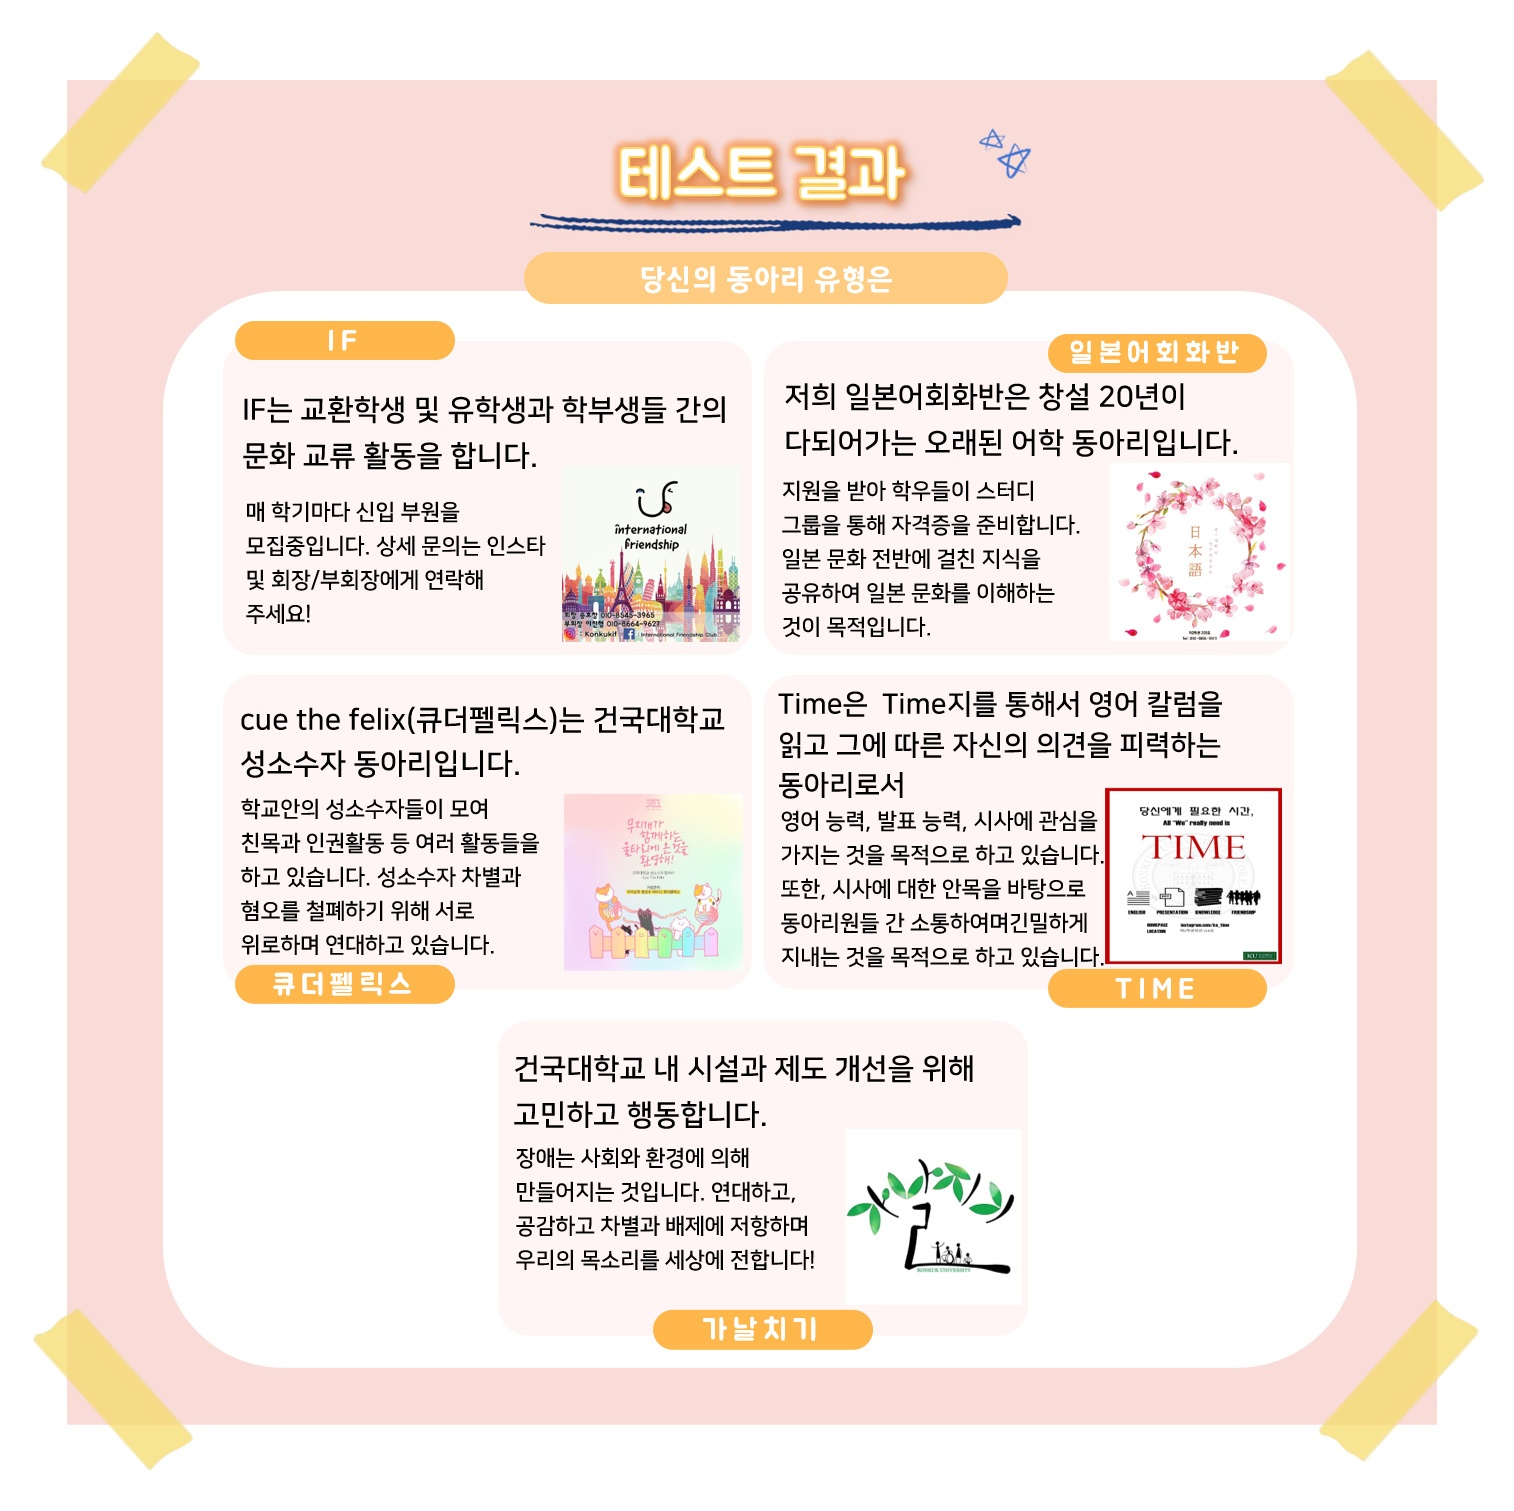 테스트 결과
당신의 동아리 유형은
IF
IF는 교환학생 및 유학생과 학부생들 간의
문화 교류 활동을 합니다.
매 학기마다 신입 부원을
모집중입니다. 상세 문의는 인스타
및 회장/부회장에게 연락해
주세요!
international
friendship
010-8545-3965
부회장 이진형 010-8664-9627
: Konkukif
: International Friendship Club
일본어회화반
저희 일본어회화반은 창설 20년이
다되어가는 오래된 어학 동아리입니다.
지원을 받아 학우들이 스터디
그룹을 통해 자격증을 준비합니다.
일본 문화 전반에 걸친 지식을
공유하여 일본 문화를 이해하는
것이 목적입니다.
日本語
cue the felix(큐더펠릭스)는 건국대학교
성소수자 동아리입니다.
학교안의 성소수자들이 모여
친목과 인권활동 등 여러 활동들을
하고 있습니다. 성소수자 차별과
혐오를 철폐하기 위해 서로
위로하며 연대하고 있습니다.
무지개가
함께하는
울타리에 온것을
환영해!
큐더펠릭스
Time은 Time지를 통해서 영어 칼럼을
읽고 그에 따른 자신의 의견을 피력하는
동아리로서
영어 능력, 발표 능력, 시사에 관심을
가지는 것을 목적으로 하고 있습니다.
또한, 시사에 대한 안목을 바탕으로
동아리원들 간 소통하여며긴밀하게
지내는 것을 목적으로 하고 있습니다.
당신에게 필요한 시간,
All "We" really need is
TIME
ENGLISH PRESENTATION KNOWLEDGE FRIENDSHIP
HOMEPAGE instagram.com/ku_time
LOCATION
KU
TIME
건국대학교 내 시설과 제도 개선을 위해
고민하고 행동합니다.
장애는 사회와 환경에 의해
만들어지는 것입니다. 연대하고,
공감하고 차별과 배제에 저항하며
우리의 목소리를 세상에 전합니다!
가날지기
KONKUK UNIVERSITY
가날치기